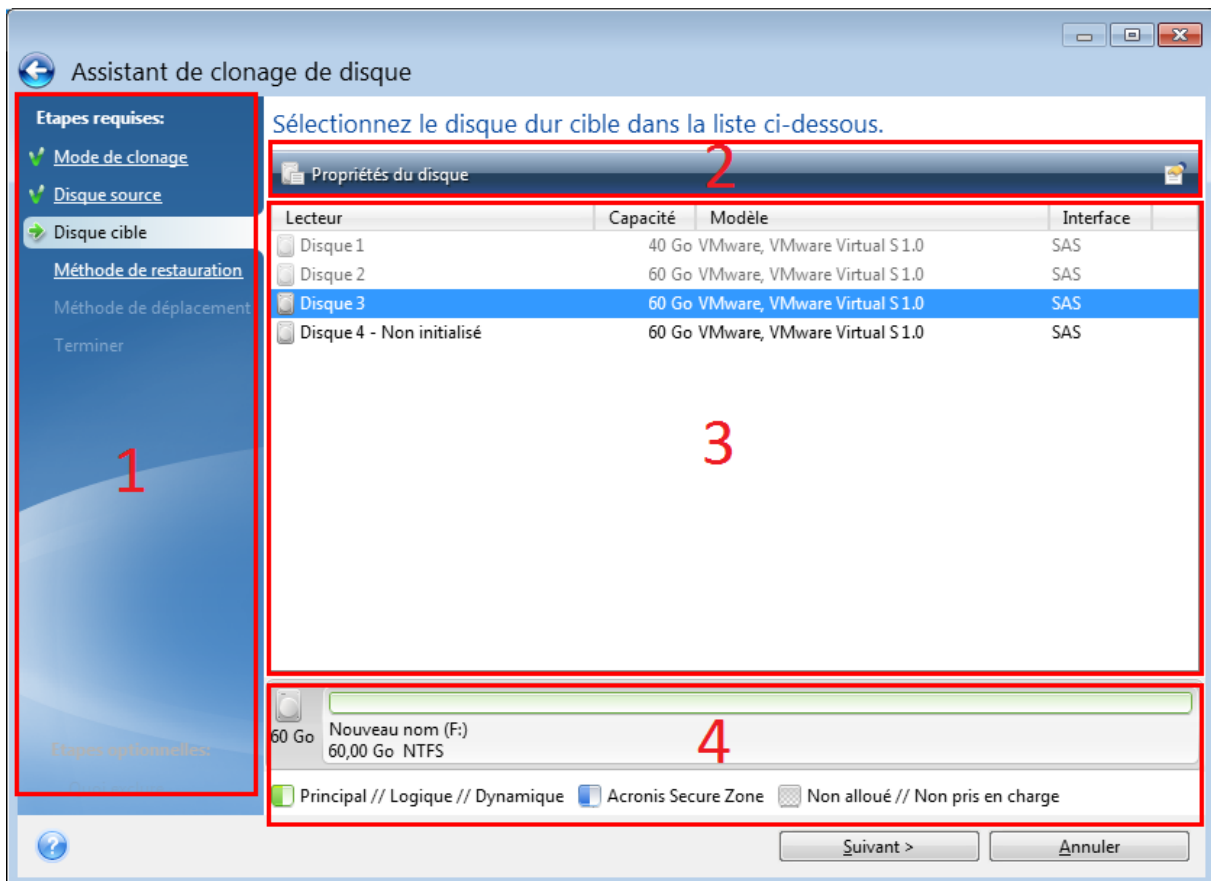 Assistant de clonage de disque
Etapes requises:
Mode de clonage
Disque source
Disque cible
Méthode de restauration
Méthode de déplacement
Terminer
1
Etapes optionnelles:
Sélectionnez le disque dur cible dans la liste ci-dessous.
2
Propriétés du disque
Lecteur Capacité Modèle Interface
Disque 1 40 Go VMware, VMware Virtual S 1.0 SAS
Disque 2 60 Go VMware, VMware Virtual S 1.0 SAS
Disque 3 60 Go VMware, VMware Virtual S 1.0 SAS
Disque 4 - Non initialisé 60 Go VMware, VMware Virtual S 1.0 SAS
3
60 Go
Nouveau nom (F:)
60,00 Go NTFS
4
Principal // Logique // Dynamique Acronis Secure Zone Non alloué // Non pris en charge
?
Suivant > Annuler